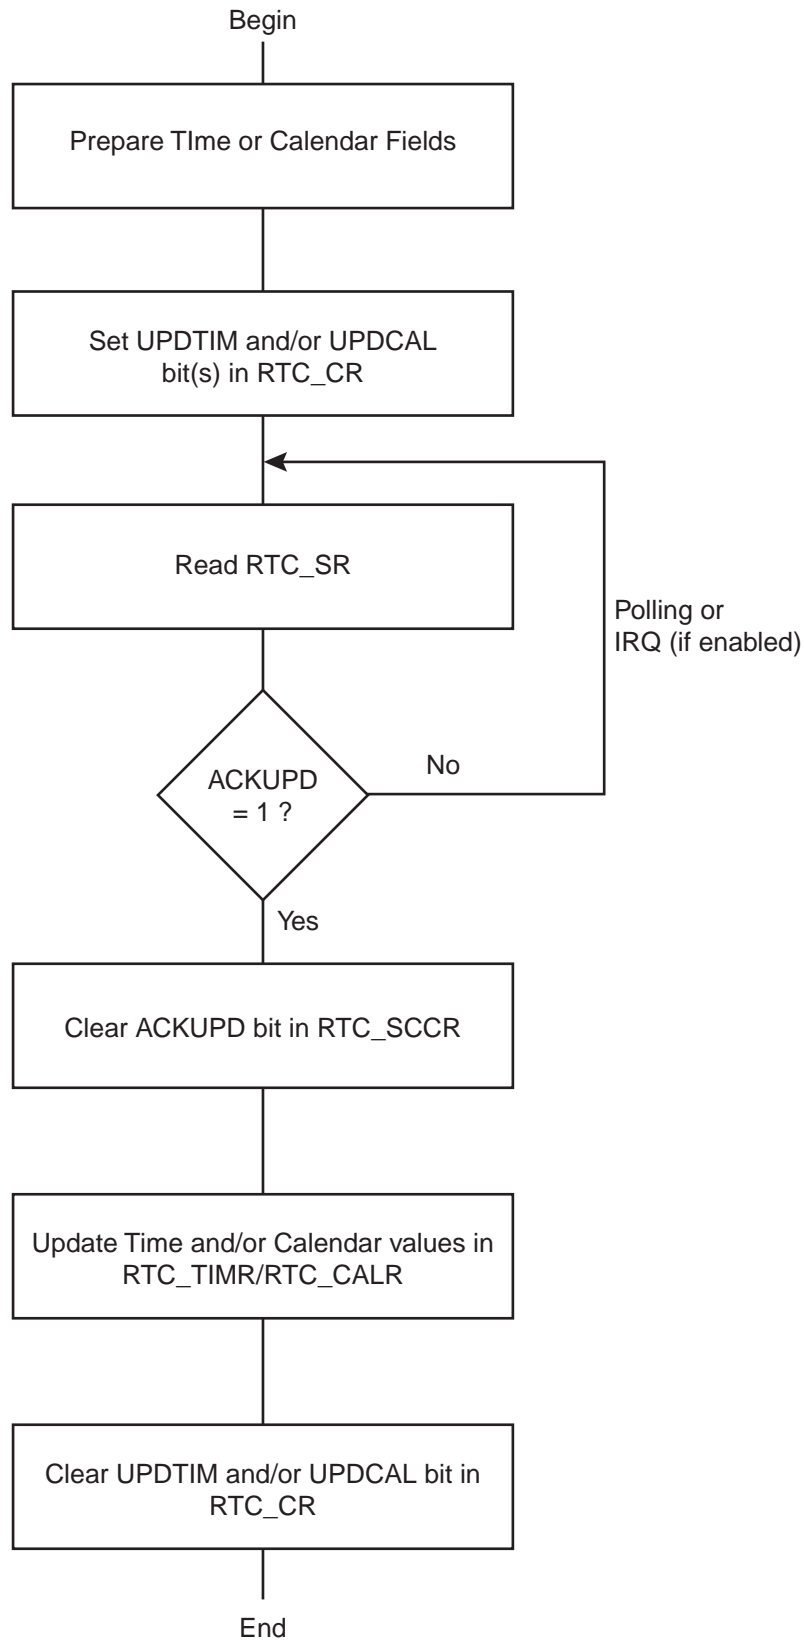 Begin
Prepare TIme or Calendar Fields
Set UPDTIM and/or UPDCAL
bit(s) in RTC_CR
Read RTC_SR
Polling or
IRQ (if enabled)
ACKUPD
= 1 ?
No
Yes
Clear ACKUPD bit in RTC_SCCR
Update Time and/or Calendar values in
RTC_TIMR/RTC_CALR
Clear UPDTIM and/or UPDCAL bit in
RTC_CR
End